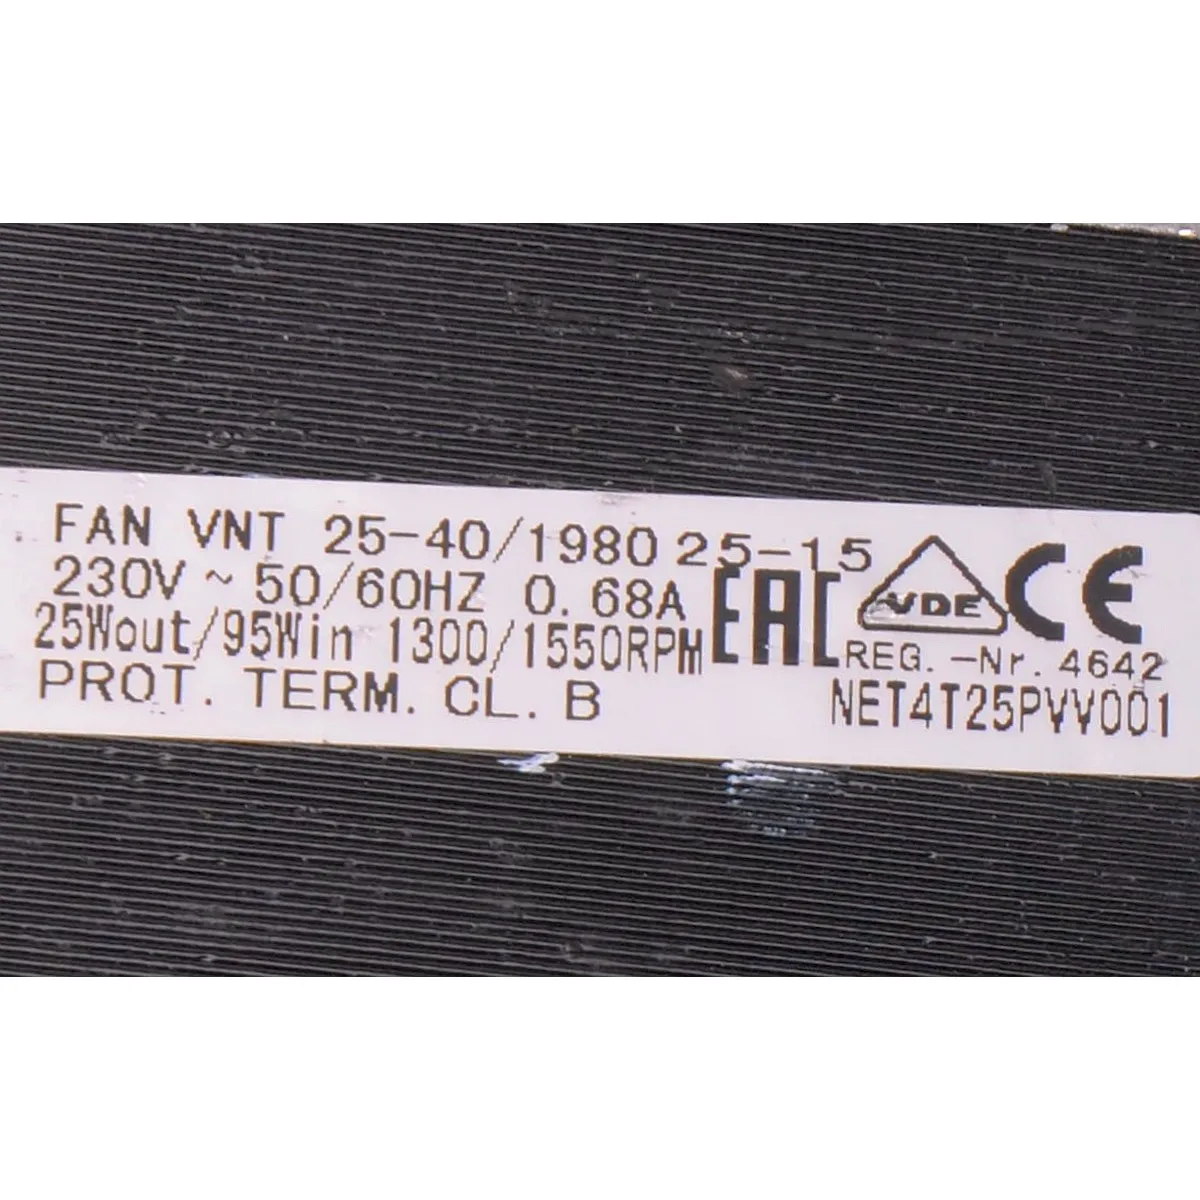 FAN VNT 25-40/1980 25-15
230V ~ 50/60HZ 0.68A
25Wout/95Win 1300/1550RPM
PROT. TERM. CL. B
EAC
VDE
CE
REG.-Nr. 4642
NET4T25PVV001